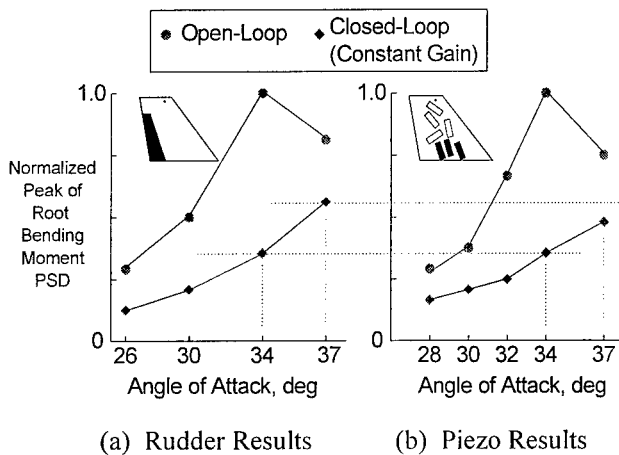 Open-Loop
Closed-Loop
(Constant Gain)
1.0
Normalized
Peak of
Root
Bending
Moment
PSD
0
26 30 34 37
Angle of Attack, deg
(a) Rudder Results
1.0
0
28 30 32 34 37
Angle of Attack, deg
(b) Piezo Results